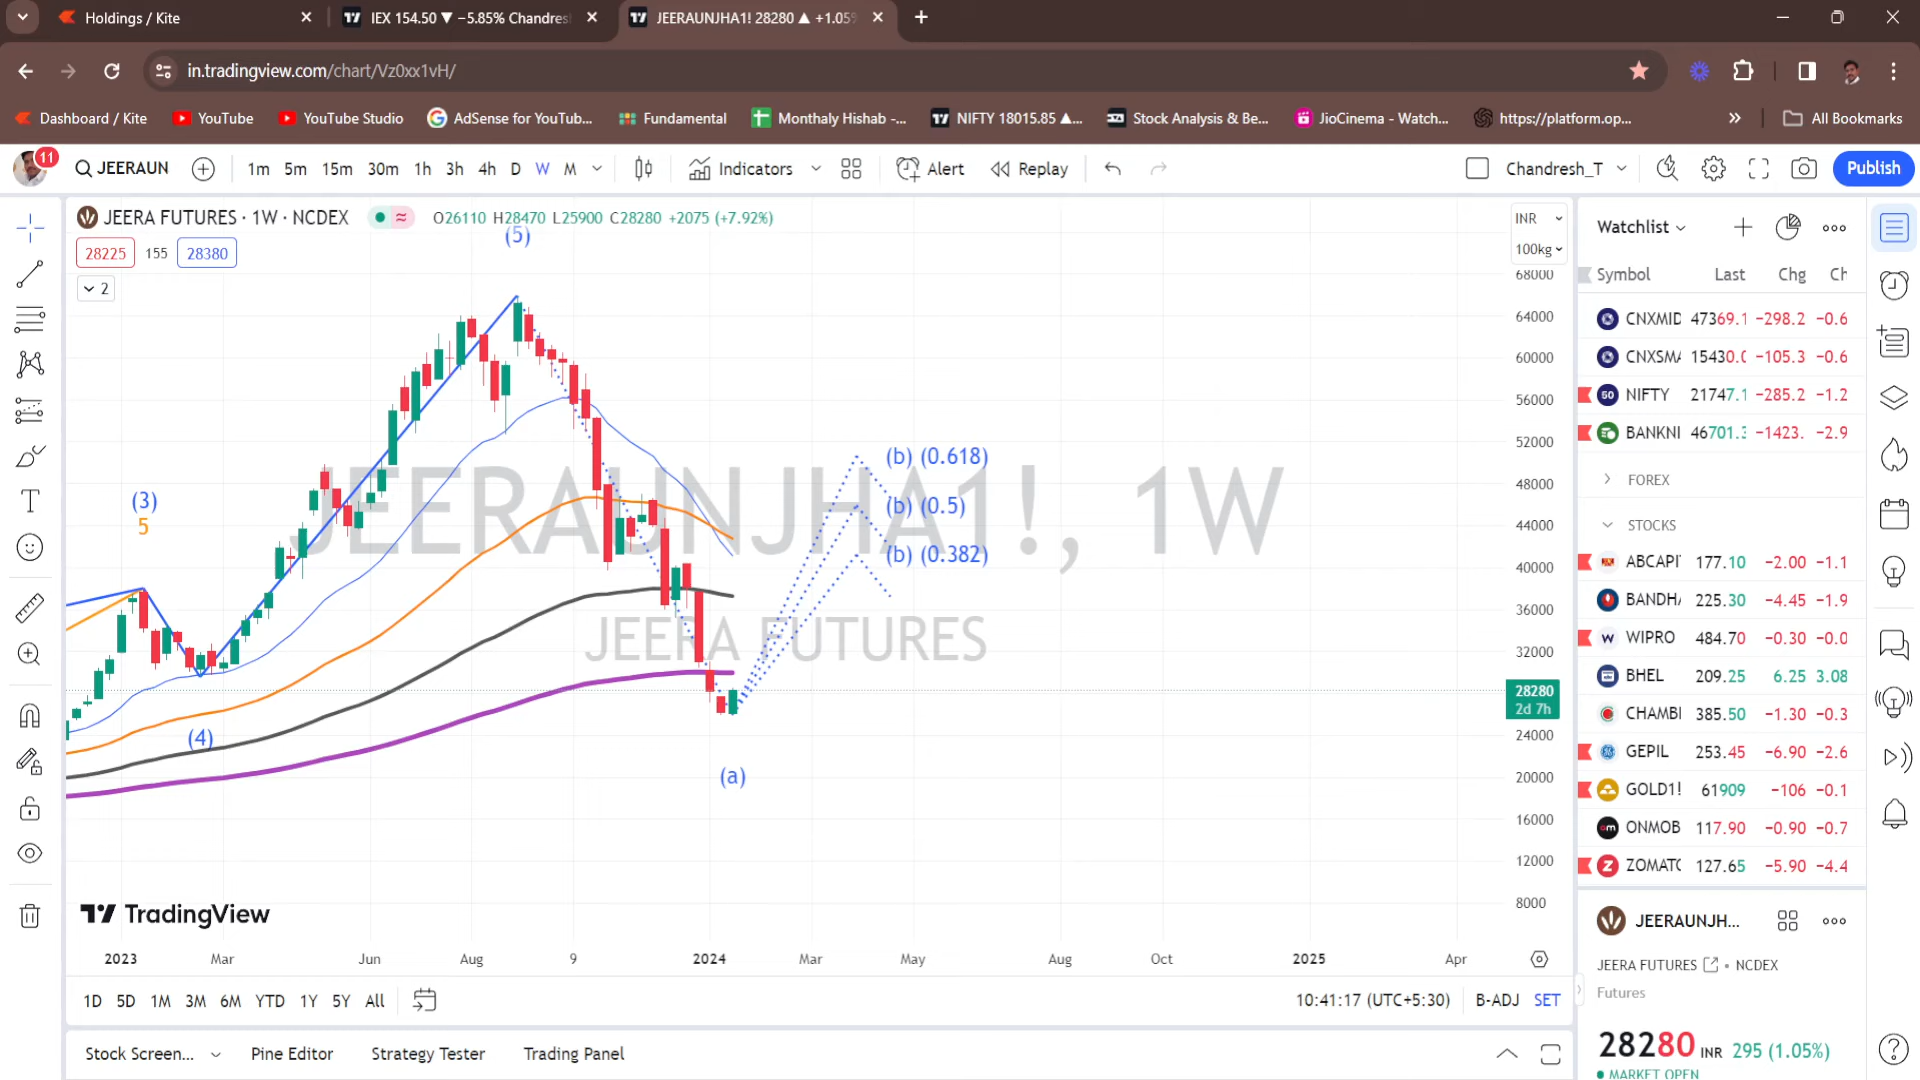 Holdings / Kite
IEX 154.50 ▼ −5.85% Chandres
JEERAUNJHA1! 28280 ▲ +1.05%
in.tradingview.com/chart/Vz0xx1vH/
Dashboard / Kite
YouTube
YouTube Studio
AdSense for YouTub...
Fundamental
Monthaly Hishab -...
NIFTY 18015.85 ▲...
Stock Analysis & Be...
JioCinema - Watch...
https://platform.op...
All Bookmarks
11
JEERAUN
1m 5m 15m 30m 1h 3h 4h D W M
Indicators
Alert
Replay
Chandresh_T
Publish
JEERA FUTURES · 1W · NCDEX
O26110 H28470 L25900 C28280 +2075 (+7.92%)
28225 155 28380
2
INR
100kg
(5)
(3)
5
(4)
(a)
(b) (0.618)
(b) (0.5)
(b) (0.382)
JEERAUNJHA1!, 1W
JEERA FUTURES
68000
64000
60000
56000
52000
48000
44000
40000
36000
32000
28280
2d 7h
24000
20000
16000
12000
8000
TradingView
2023 Mar Jun Aug 9 2024 Mar May Aug Oct 2025 Apr
1D 5D 1M 3M 6M YTD 1Y 5Y All
10:41:17 (UTC+5:30) B-ADJ SET
Stock Screen... Pine Editor Strategy Tester Trading Panel
Watchlist
Symbol Last Chg Ch
CNXMID 47369.1 −298.2 −0.6
CNXSMA 15430.0 −105.3 −0.6
50 NIFTY 21747.1 −285.2 −1.2
BANKNI 46701.3 −1423. −2.9
FOREX
STOCKS
ABCAPIT 177.10 −2.00 −1.1
BANDHA 225.30 −4.45 −1.9
W WIPRO 484.70 −0.30 −0.0
BHEL 209.25 6.25 3.08
CHAMBI 385.50 −1.30 −0.3
GEPIL 253.45 −6.90 −2.6
GOLD1! 61909 −106 −0.1
om ONMOB 117.90 −0.90 −0.7
Z ZOMATO 127.65 −5.90 −4.4
JEERAUNJH...
JEERA FUTURES • NCDEX
Futures
28280 INR 295 (1.05%)
MARKET OPEN